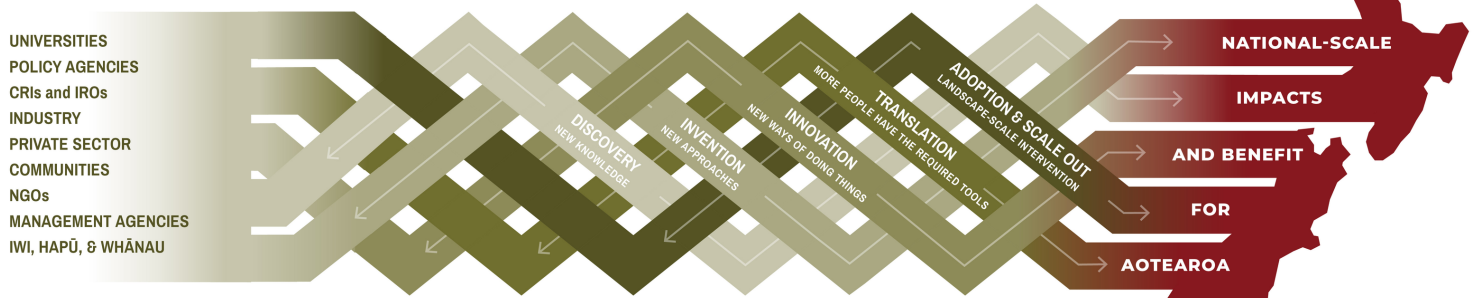 UNIVERSITIES
POLICY AGENCIES
CRIs and IROs
INDUSTRY
PRIVATE SECTOR
COMMUNITIES
NGOs
MANAGEMENT AGENCIES
IWI, HAPŪ, & WHĀNAU
DISCOVERY
NEW KNOWLEDGE
INVENTION
NEW APPROACHES
INNOVATION
NEW WAYS OF DOING THINGS
TRANSLATION
MORE PEOPLE HAVE THE REQUIRED TOOLS
ADOPTION & SCALE OUT
LANDSCAPE-SCALE INTERVENTION
NATIONAL-SCALE
IMPACTS
AND BENEFIT
FOR
AOTEAROA